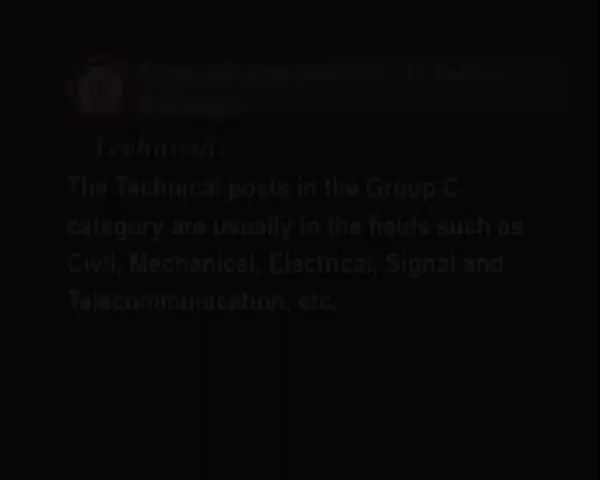 Technical:
The Technical posts in the Group C
category are usually in the fields such as
Civil, Mechanical, Electrical, Signal and
Telecommunication, etc.